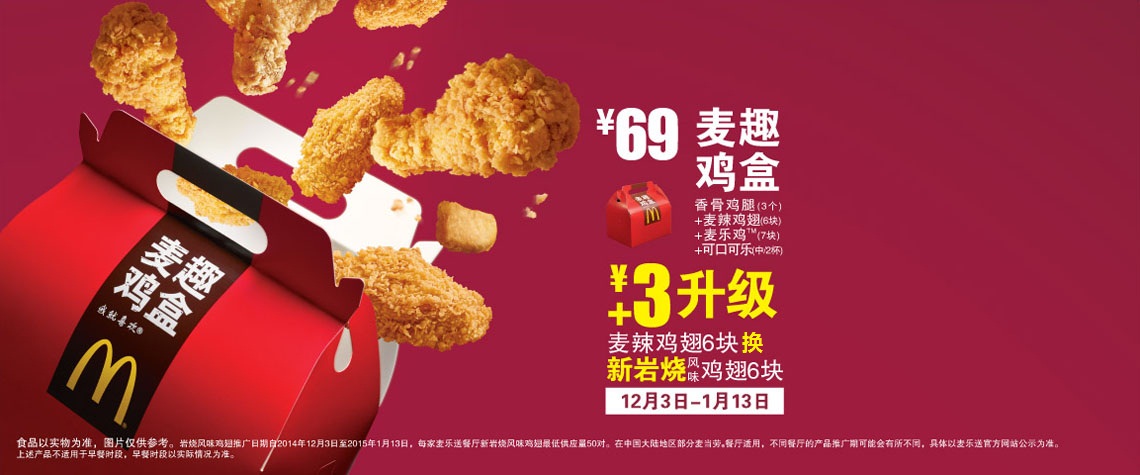 麦趣
鸡盒
我就喜欢®
¥69
麦趣
鸡盒
香骨鸡腿(3个)
+麦辣鸡翅(6块)
+麦乐鸡™(7块)
+可口可乐(中/2杯)
¥+3升级
麦辣鸡翅6块换
新岩烧风味鸡翅6块
12月3日-1月13日
食品以实物为准,图片仅供参考。岩烧风味鸡翅推广日期自2014年12月3日至2015年1月13日,每家麦乐送餐厅新岩烧风味鸡翅最低供应量50对。在中国大陆地区部分麦当劳®餐厅适用,不同餐厅的产品推广期可能会有所不同,具体以麦乐送官方网站公示为准。
上述产品不适用于早餐时段,早餐时段以实际情况为准。